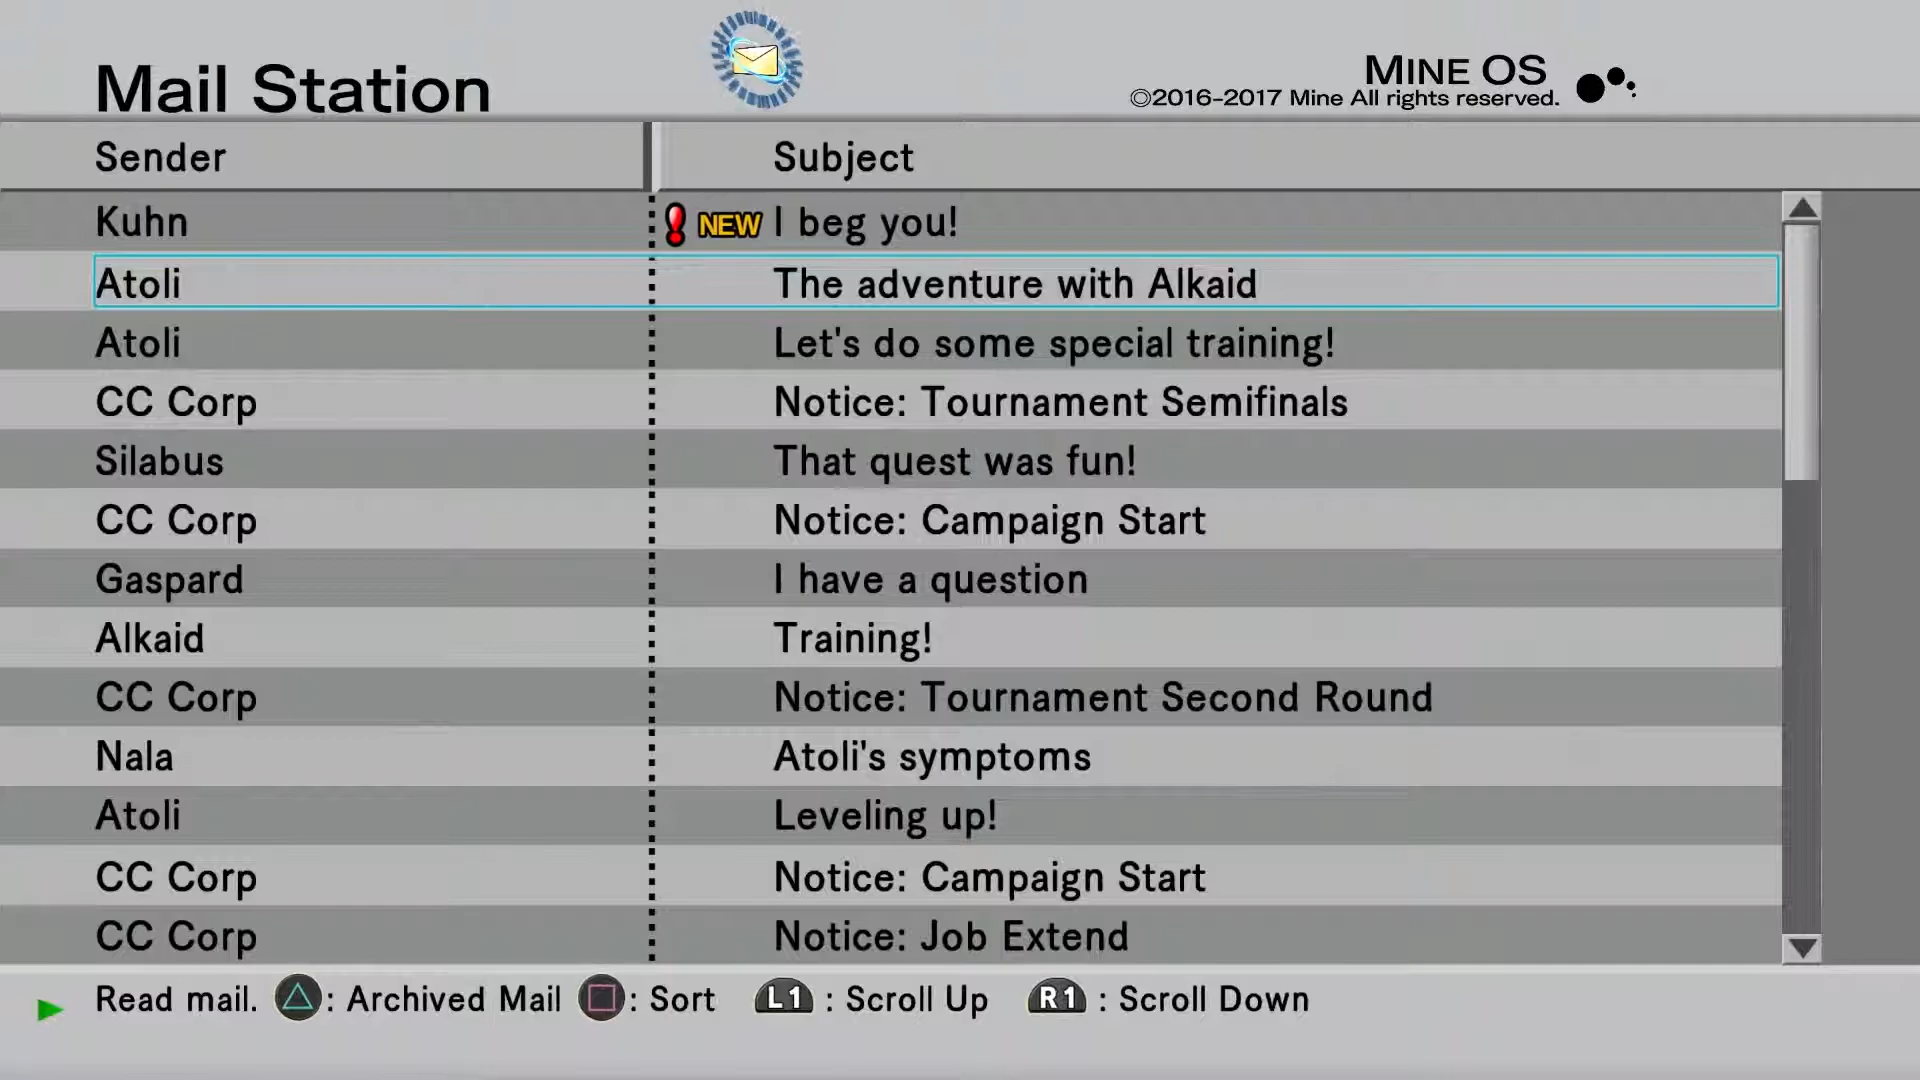 Mail Station
MINE OS
©2016-2017 Mine All rights reserved.
Sender Subject
Kuhn NEW I beg you!
Atoli The adventure with Alkaid
Atoli Let's do some special training!
CC Corp Notice: Tournament Semifinals
Silabus That quest was fun!
CC Corp Notice: Campaign Start
Gaspard I have a question
Alkaid Training!
CC Corp Notice: Tournament Second Round
Nala Atoli's symptoms
Atoli Leveling up!
CC Corp Notice: Campaign Start
CC Corp Notice: Job Extend
Read mail. : Archived Mail : Sort L1 : Scroll Up R1 : Scroll Down